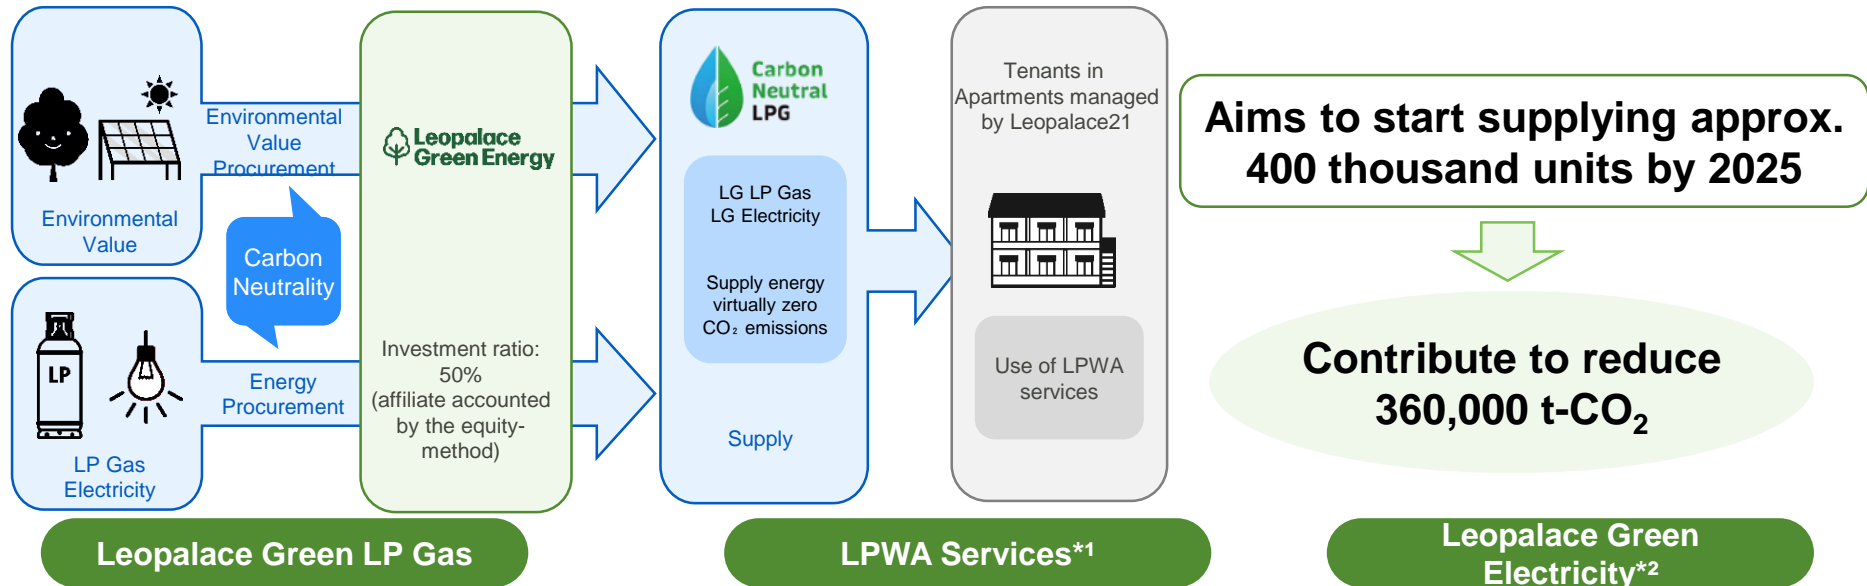 Environmental
Value
Environmental
Value
Procurement
Carbon
Neutrality
LP
LP Gas
Electricity
Energy
Procurement
Leopalace
Green Energy
Investment ratio:
50%
(affiliate accounted
by the equity-
method)
Carbon
Neutral
LPG
LG LP Gas
LG Electricity
Supply energy
virtually zero
CO₂ emissions
Supply
Tenants in
Apartments managed
by Leopalace21
Use of LPWA
services
Aims to start supplying approx.
400 thousand units by 2025
Contribute to reduce
360,000 t-CO₂
Leopalace Green LP Gas
LPWA Services*¹
Leopalace Green
Electricity*²